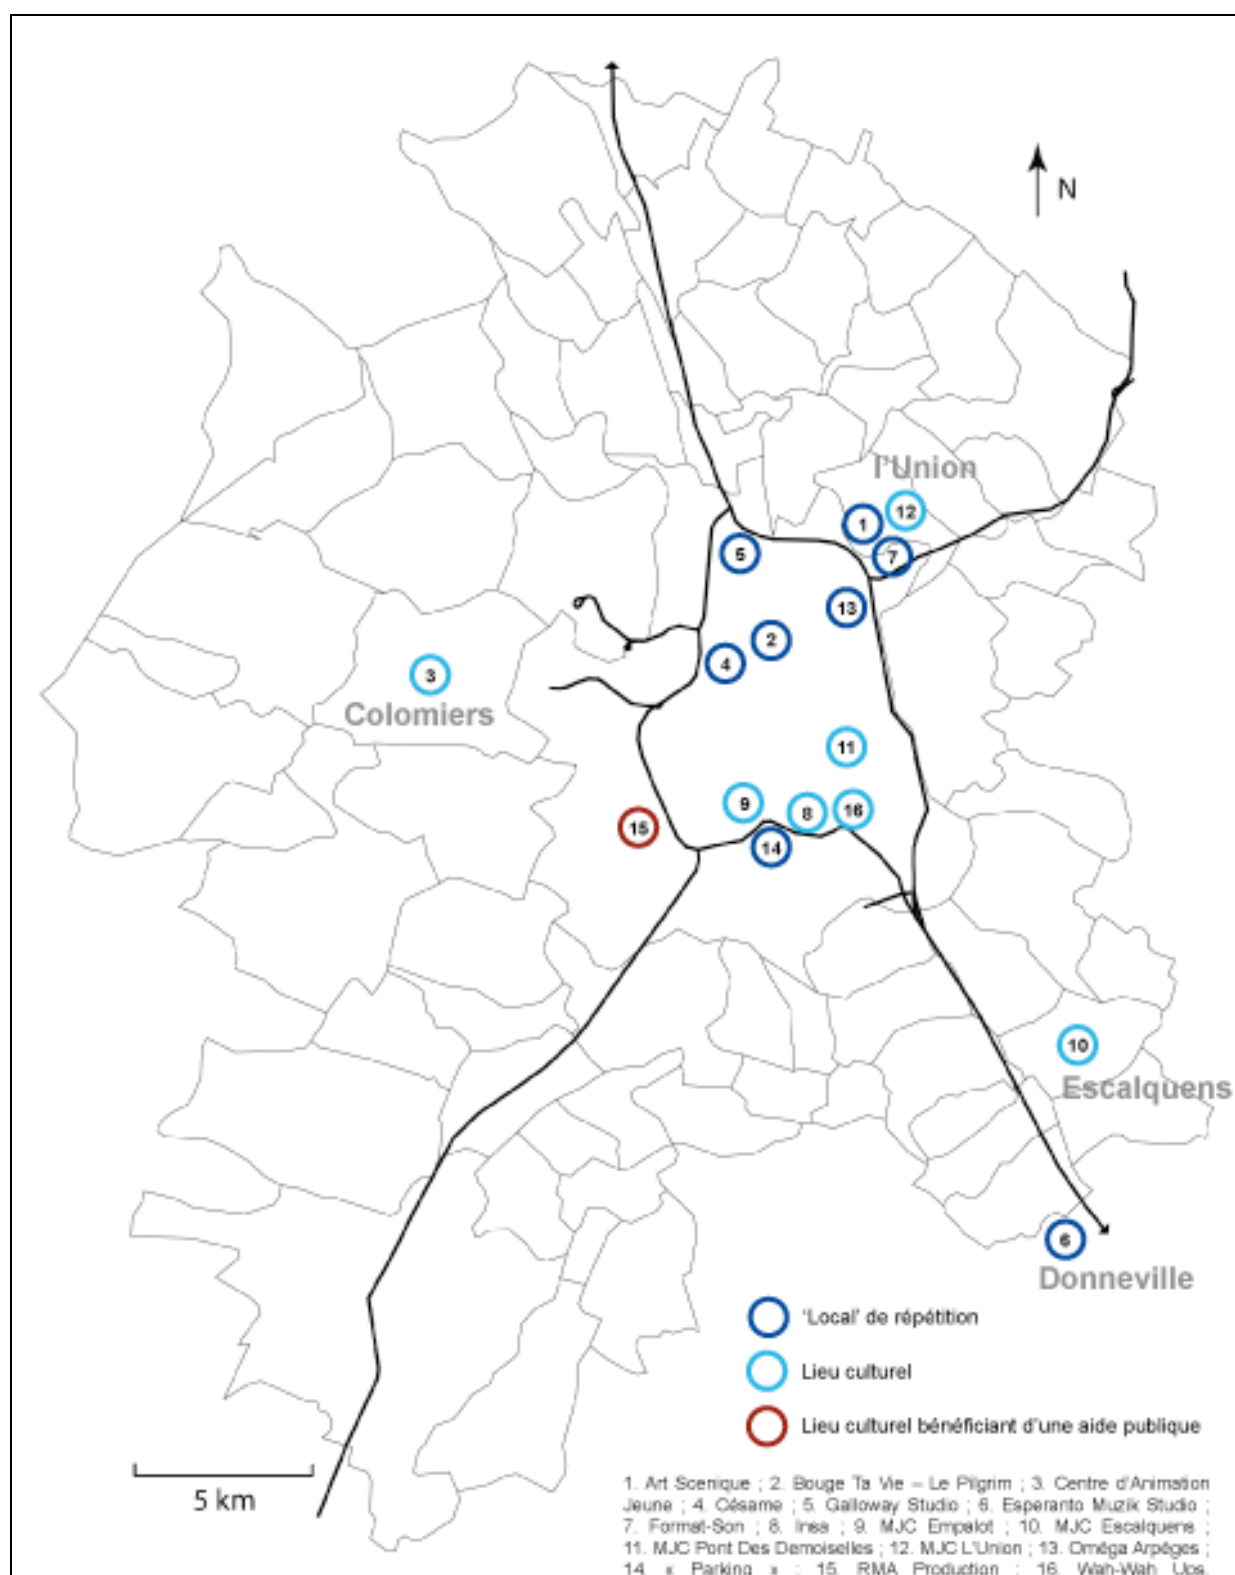 N
l'Union
12
1
5
7
13
2
4
3
Colomiers
11
9
8
16
15
14
10
Escalquens
6
Donneville
'Local' de répétition
Lieu culturel
Lieu culturel bénéficiant d'une aide publique
5 km
1. Art Scenique ; 2. Bouge Ta Vie – Le Pilgrim ; 3. Centre d'Animation
Jeune ; 4. Césame ; 5. Galloway Studio ; 6. Esperanto Muzik Studio ;
7. Format-Son ; 8. Insa ; 9. MJC Empalot ; 10. MJC Escalquens ;
11. MJC Pont Des Demoiselles ; 12. MJC L'Union ; 13. Oméga Arpèges ;
14. « Parking » ; 15. RMA Production ; 16. Wah-Wah Ups.